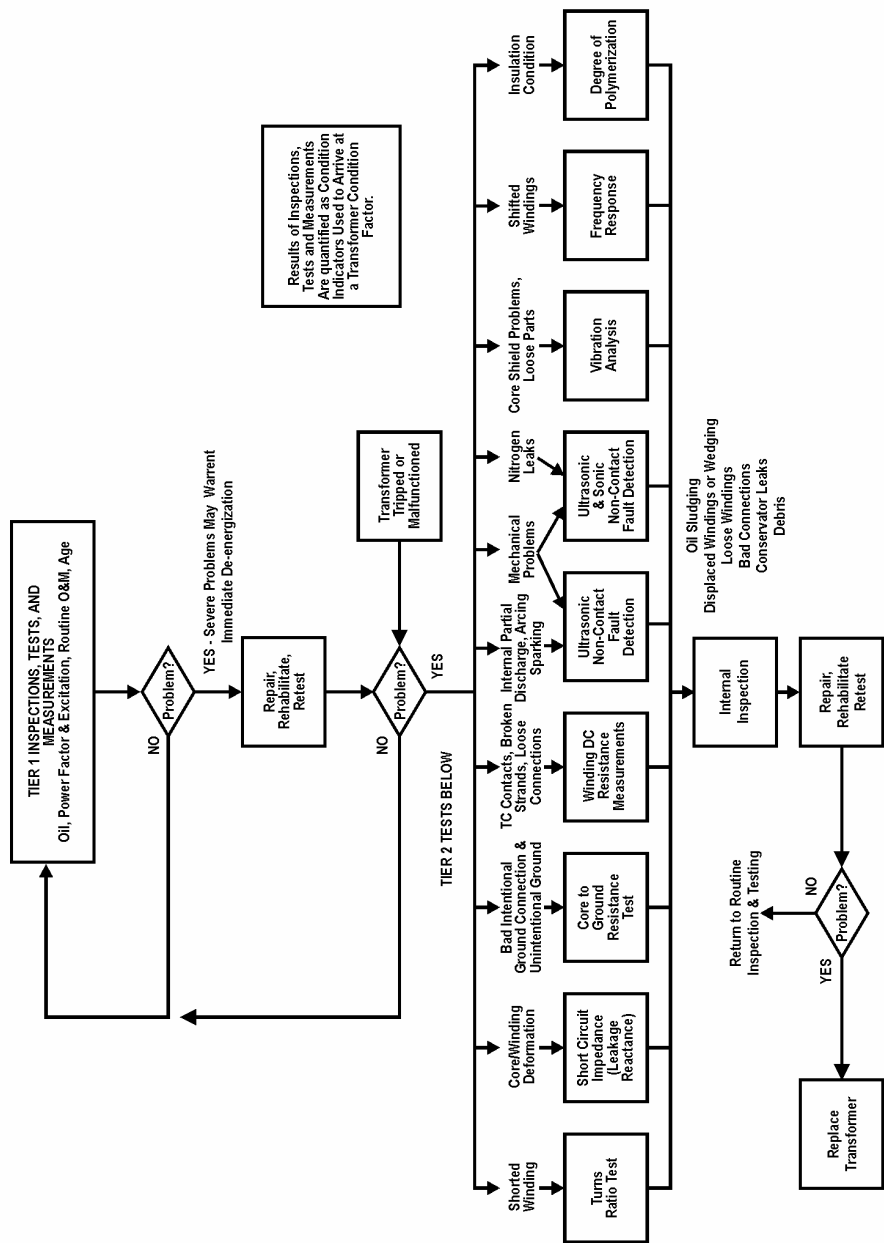 TIER 1 INSPECTIONS, TESTS, AND
MEASUREMENTS
Oil, Power Factor & Excitation, Routine O&M, Age
Problem?
NO
YES - Severe Problems May Warrent
Immediate De-energization
Repair,
Rehabilitate,
Retest
Transformer
Tripped or
Malfunctioned
Problem?
NO
YES
Results of Inspections,
Tests and Measurements
Are quantified as Condition
Indicators Used to Arrive at
a Transformer Condition
Factor.
TIER 2 TESTS BELOW
Shorted
Winding
Core/Winding
Deformation
Bad Intentional
Ground Connection &
Unintentional Ground
TC Contacts, Broken
Strands, Loose
Connections
Internal Partial
Discharge, Arcing
Sparking
Mechanical
Problems
Nitrogen
Leaks
Core Shield Problems,
Loose Parts
Shifted
Windings
Insulation
Condition
Turns
Ratio Test
Short Circuit
Impedance
(Leakage
Reactance)
Core to
Ground
Resistance
Test
Winding DC
Resistance
Measurements
Ultrasonic
Non-Contact
Fault
Detection
Ultrasonic
& Sonic
Non-Contact
Fault Detection
Vibration
Analysis
Frequency
Response
Degree of
Polymerization
Internal
Inspection
Oil Sludging
Displaced Windings or Wedging
Loose Windings
Bad Connections
Conservator Leaks
Debris
Repair,
Rehabilitate
Retest
Problem?
NO
YES
Return to Routine
Inspection & Testing
Replace
Transformer